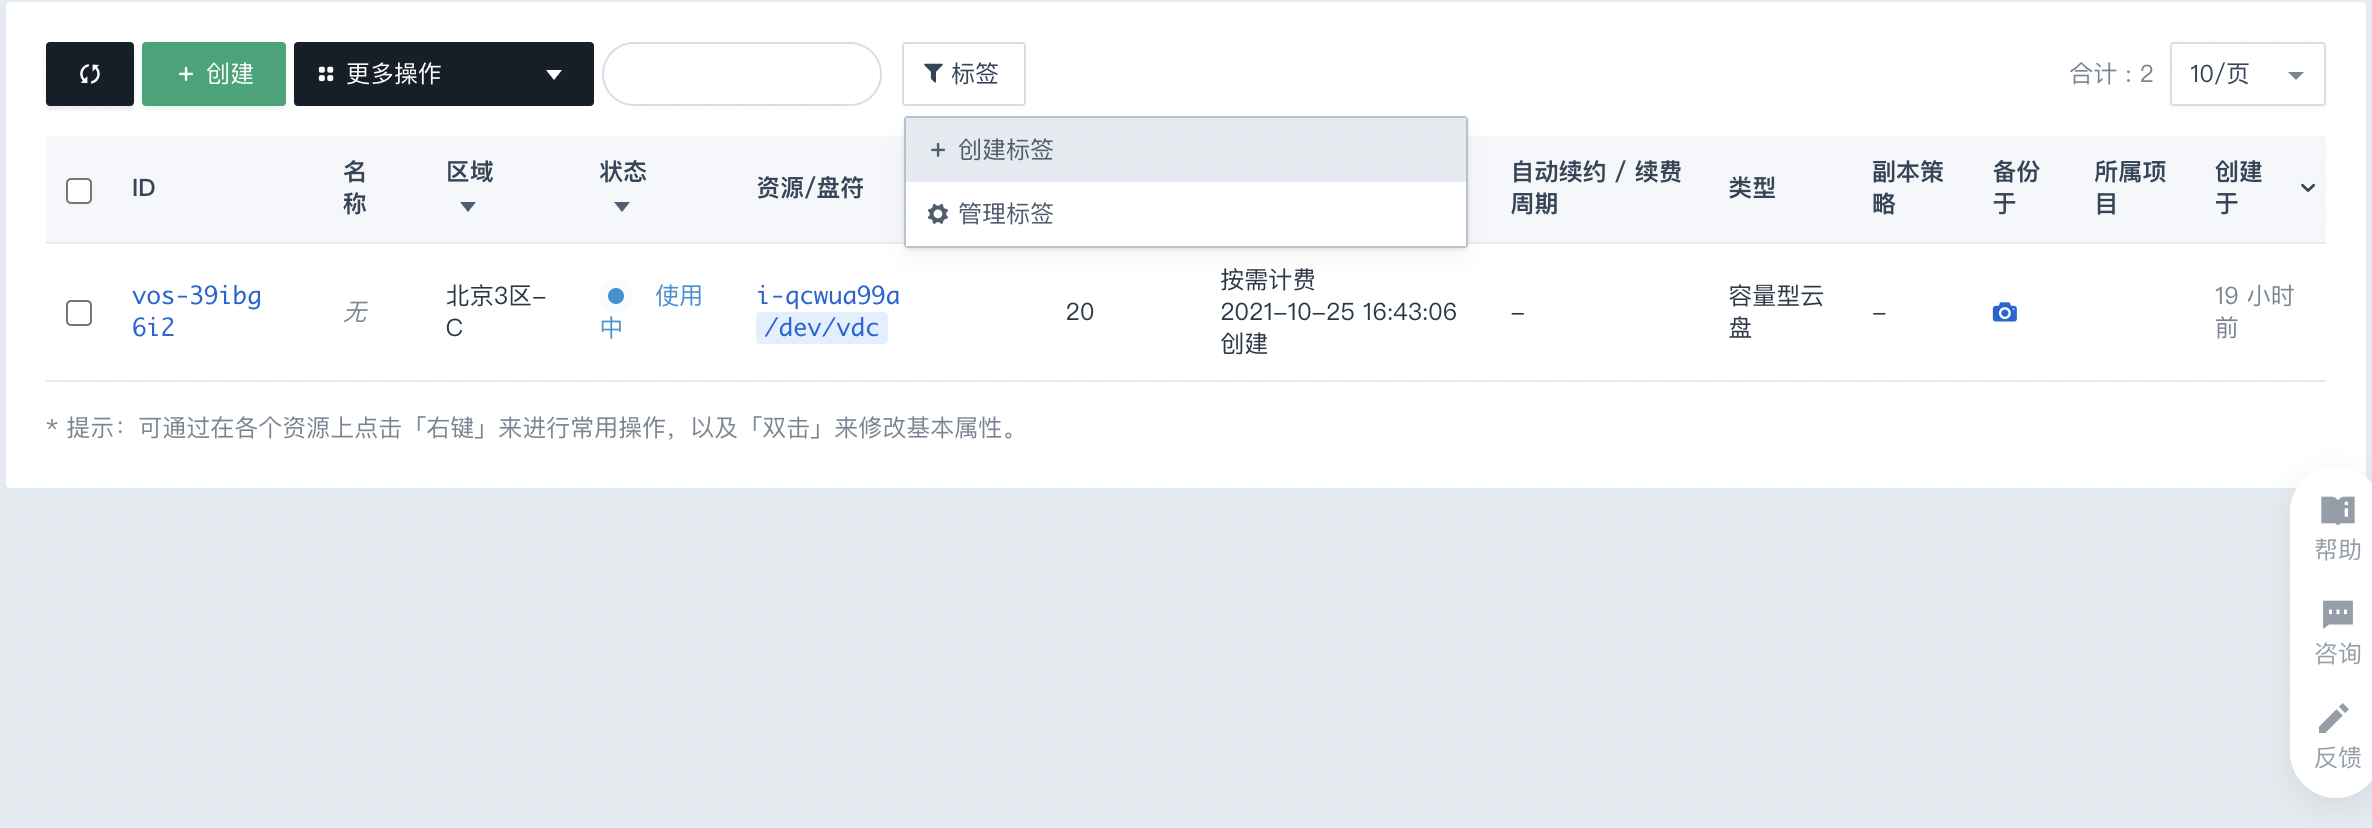 + 创建
更多操作
标签
合计：2
10/页
+ 创建标签
管理标签
ID
名称
区域
状态
资源/盘符
自动续约 / 续费周期
类型
副本策略
备份于
所属项目
创建于
vos-39ibg6i2
无
北京3区-C
使用中
i-qcwua99a
/dev/vdc
20
按需计费
2021-10-25 16:43:06
创建
-
容量型云盘
-
19 小时前
* 提示：可通过在各个资源上点击「右键」来进行常用操作，以及「双击」来修改基本属性。
帮助
咨询
反馈